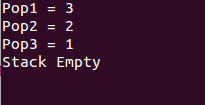 Pop1 = 3
Pop2 = 2
Pop3 = 1
Stack Empty